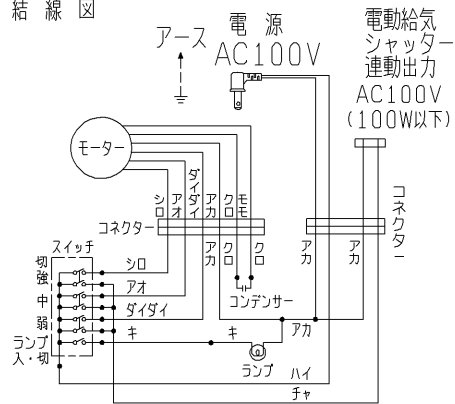 結線図
アース
電源
AC100V
電動給気
シャッター
連動出力
AC100V
(100W以下)
モーター
シロ
アオ
ダイダイ
アカ
クロ
モモ
コネクター
アカ
クロ
クロ
コネクター
アカ
アカ
スイッチ
切
強
中
弱
ランプ
入・切
シロ
アオ
ダイダイ
キ
キ
コンデンサー
アカ
ランプ
ハイ
チャ